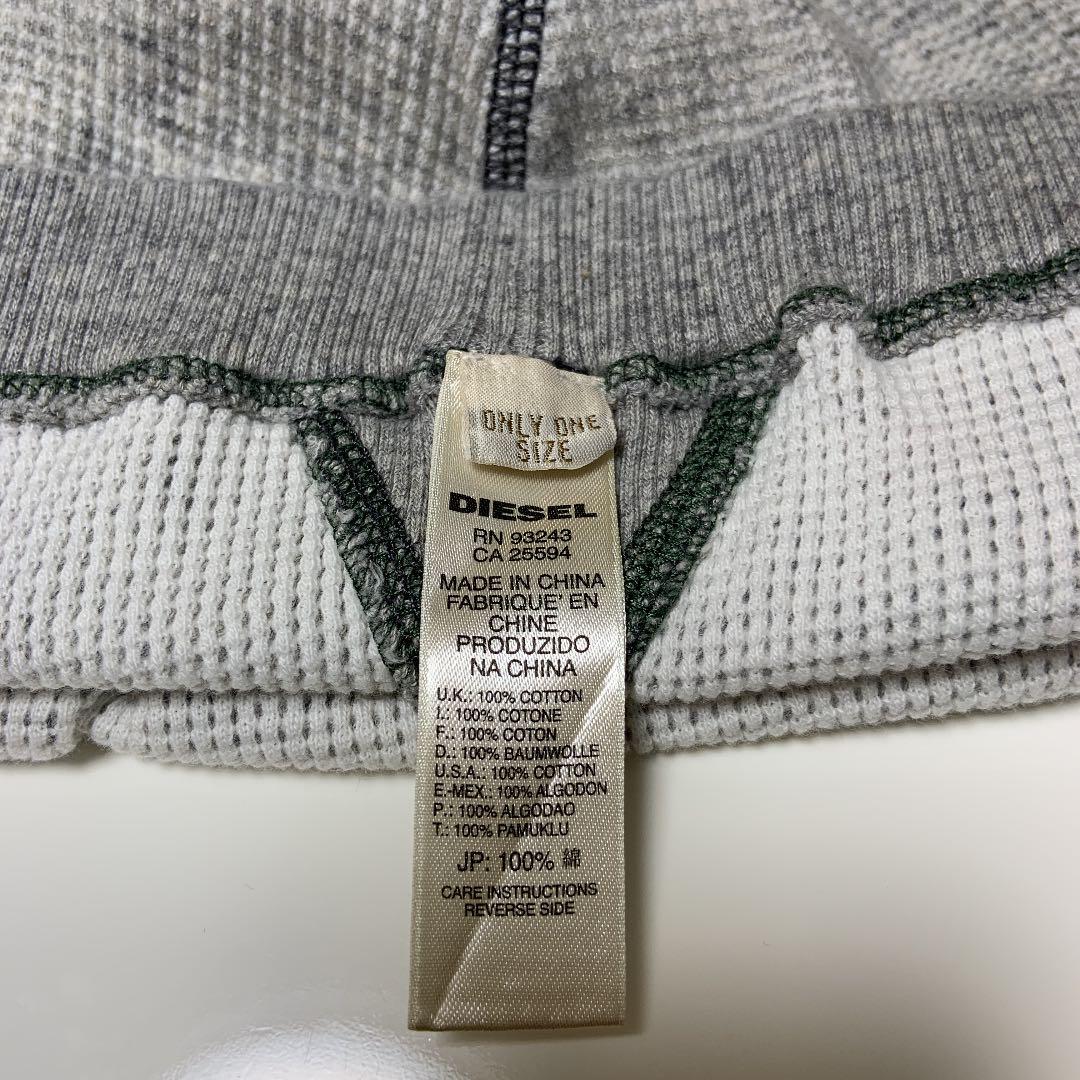 ONLY ONE
SIZE
DIESEL
RN 93243
CA 25594
MADE IN CHINA
FABRIQUE' EN
CHINE
PRODUZIDO
NA CHINA
U.K.: 100% COTTON
I.: 100% COTONE
F.: 100% COTON
D.: 100% BAUMWOLLE
U.S.A.: 100% COTTON
E-MEX.: 100% ALGODON
P.: 100% ALGODAO
T.: 100% PAMUKLU
JP: 100% 綿
CARE INSTRUCTIONS
REVERSE SIDE